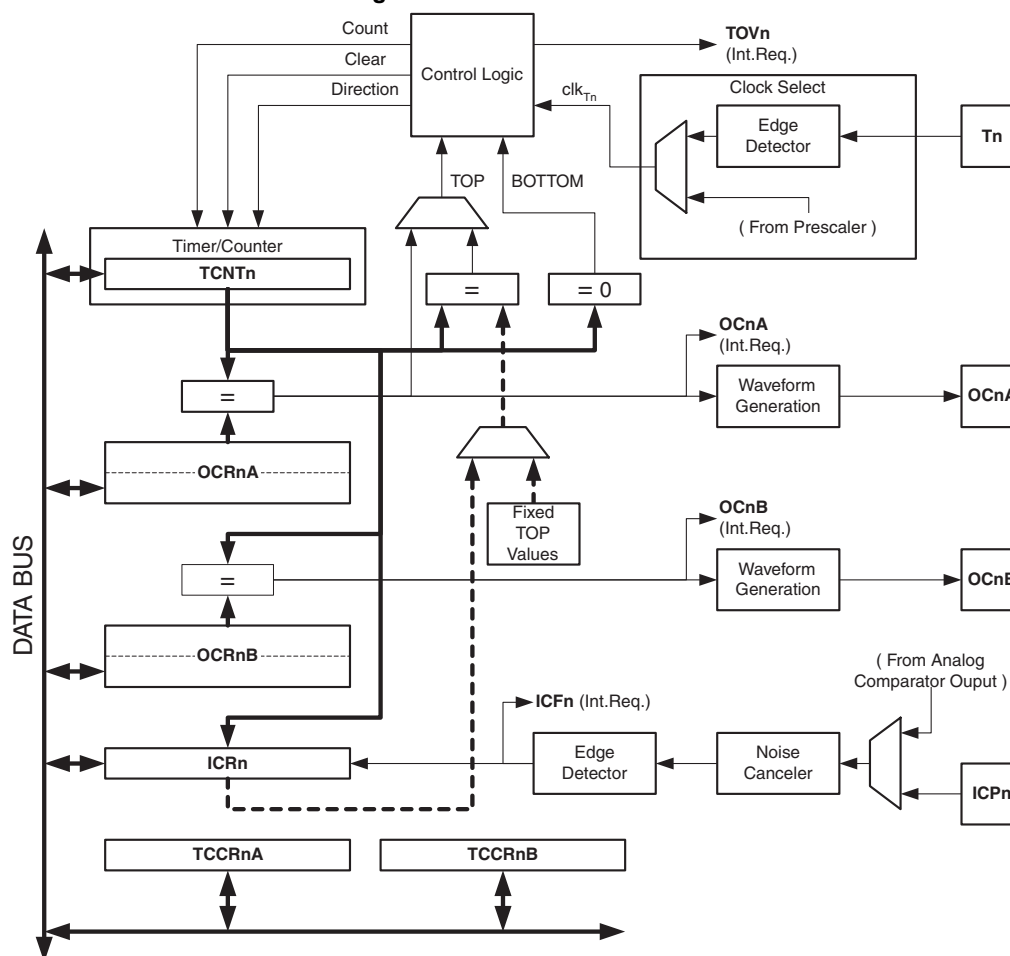 Count
Clear
Direction
Control Logic
TOVn
(Int.Req.)
clkTn
Clock Select
Edge
Detector
Tn
TOP
BOTTOM
( From Prescaler )
Timer/Counter
TCNTn
=
= 0
OCnA
(Int.Req.)
=
Waveform
Generation
OCnA
OCRnA
Fixed
TOP
Values
OCnB
(Int.Req.)
=
Waveform
Generation
OCnB
OCRnB
DATA BUS
( From Analog
Comparator Ouput )
ICFn (Int.Req.)
ICRn
Edge
Detector
Noise
Canceler
ICPn
TCCRnA
TCCRnB